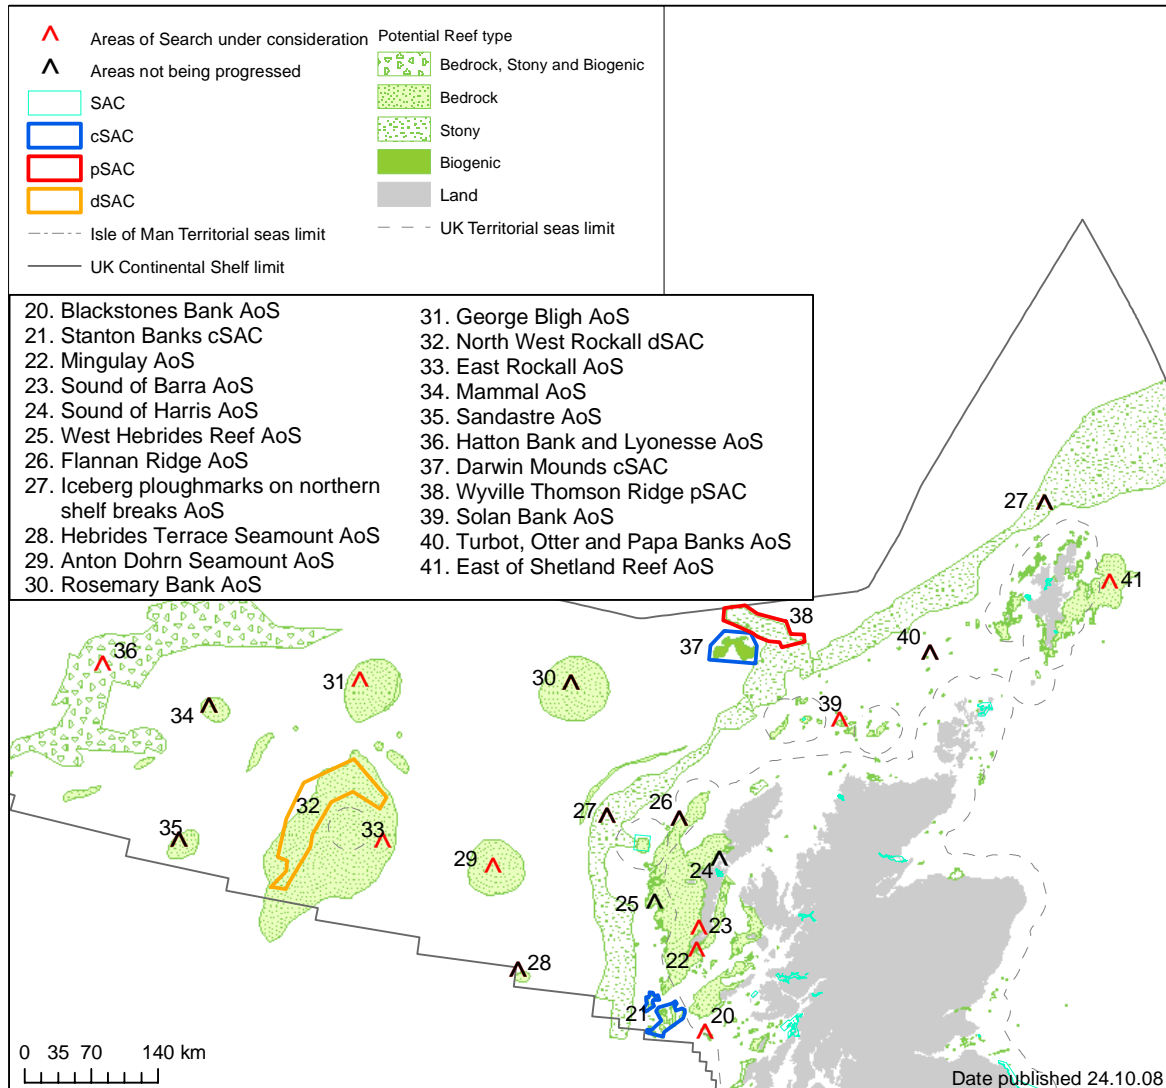 Areas of Search under consideration
Areas not being progressed
SAC
cSAC
pSAC
dSAC
Isle of Man Territorial seas limit
UK Continental Shelf limit
Potential Reef type
Bedrock, Stony and Biogenic
Bedrock
Stony
Biogenic
Land
UK Territorial seas limit
20. Blackstones Bank AoS
21. Stanton Banks cSAC
22. Mingulay AoS
23. Sound of Barra AoS
24. Sound of Harris AoS
25. West Hebrides Reef AoS
26. Flannan Ridge AoS
27. Iceberg ploughmarks on northern
shelf breaks AoS
28. Hebrides Terrace Seamount AoS
29. Anton Dohrn Seamount AoS
30. Rosemary Bank AoS
31. George Bligh AoS
32. North West Rockall dSAC
33. East Rockall AoS
34. Mammal AoS
35. Sandastre AoS
36. Hatton Bank and Lyonesse AoS
37. Darwin Mounds cSAC
38. Wyville Thomson Ridge pSAC
39. Solan Bank AoS
40. Turbot, Otter and Papa Banks AoS
41. East of Shetland Reef AoS
27
41
38
40
37
36
31
30
34
39
32
27
26
35
33
29
24
25
23
22
28
21
20
0 35 70 140 km
Date published 24.10.08